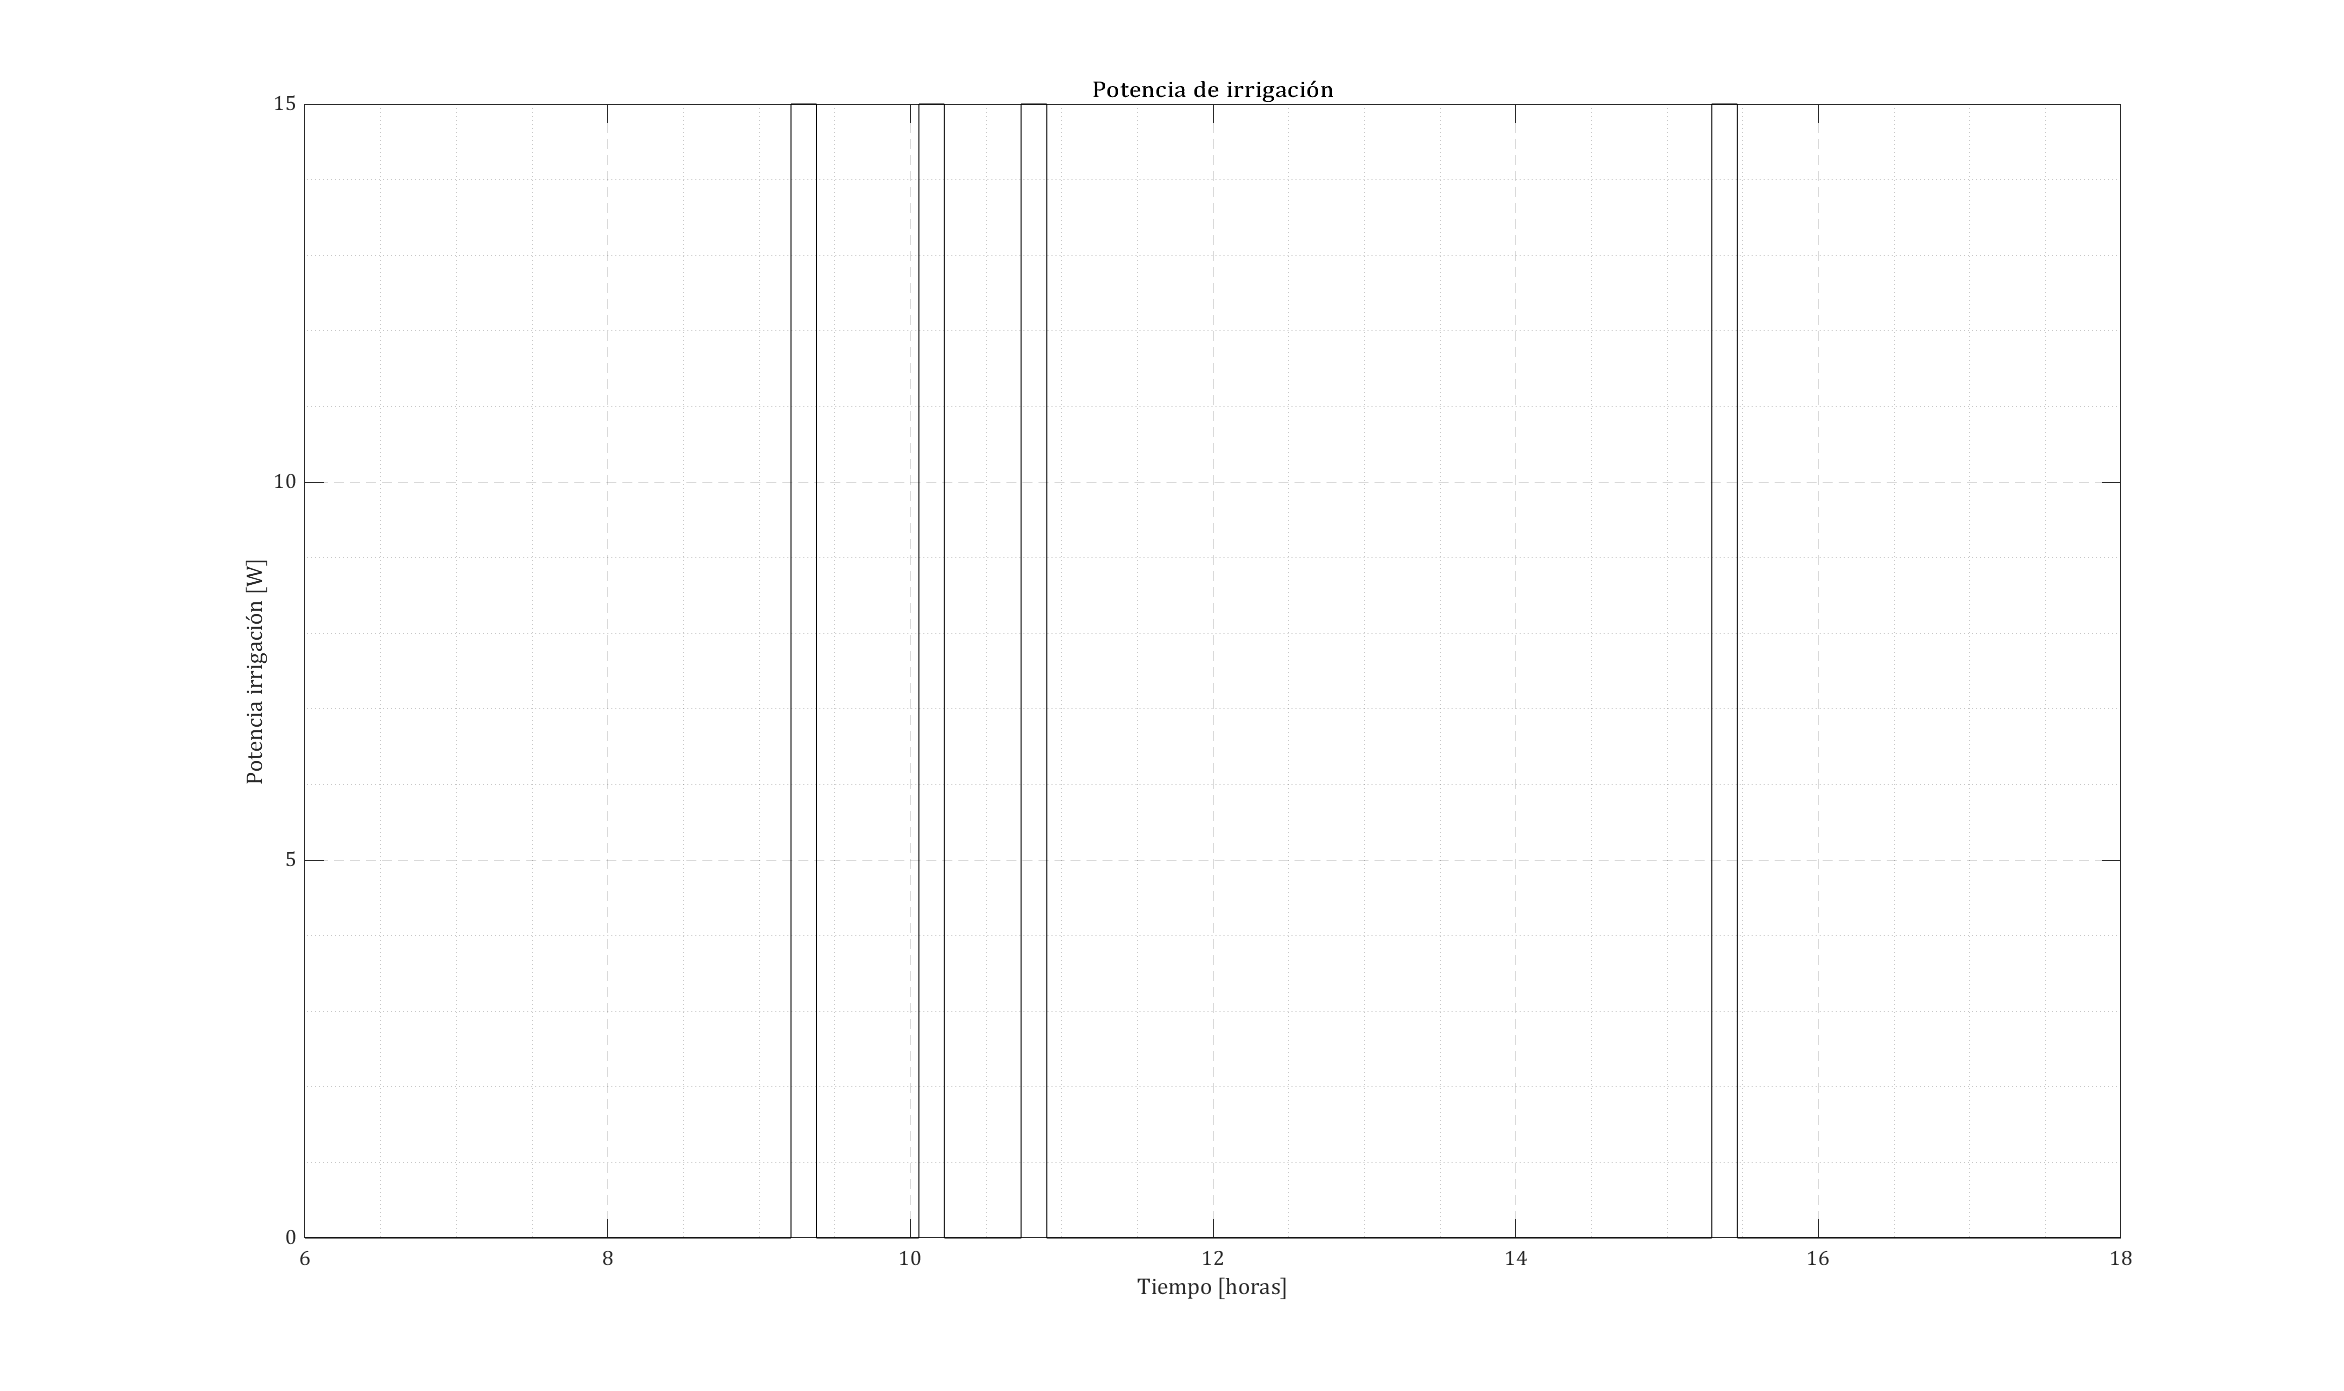 Potencia de irrigación
15
10
5
0
Potencia irrigación [W]
6 8 10 12 14 16 18
Tiempo [horas]